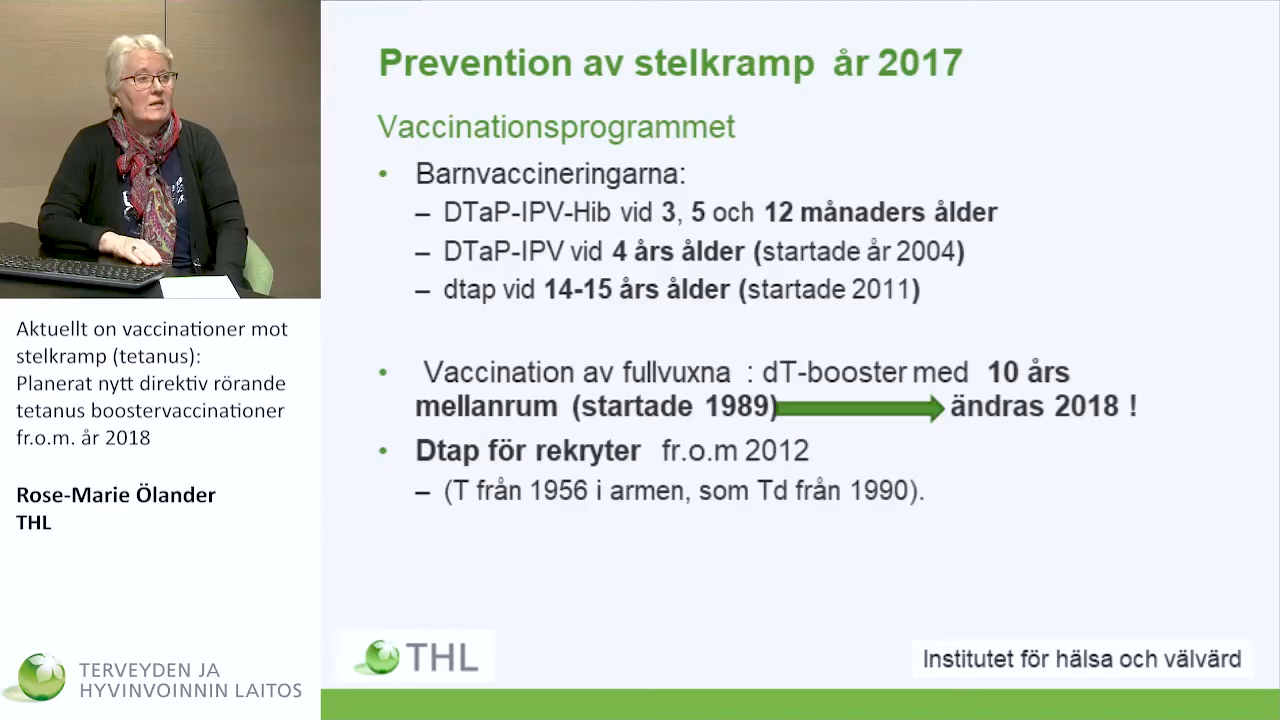 Prevention av stelkramp år 2017
Vaccinationsprogrammet
• Barnvaccineringarna:
– DTaP-IPV-Hib vid 3, 5 och 12 månaders ålder
– DTaP-IPV vid 4 års ålder (startade år 2004)
– dtap vid 14-15 års ålder (startade 2011)
• Vaccination av fullvuxna : dT-booster med 10 års
mellanrum (startade 1989) ändras 2018 !
• Dtap för rekryter fr.o.m 2012
– (T från 1956 i armen, som Td från 1990).
THL
Institutet för hälsa och välvärd
Aktuellt on vaccinationer mot
stelkramp (tetanus):
Planerat nytt direktiv rörande
tetanus boostervaccinationer
fr.o.m. år 2018
Rose-Marie Ölander
THL
TERVEYDEN JA
HYVINVOINNIN LAITOS